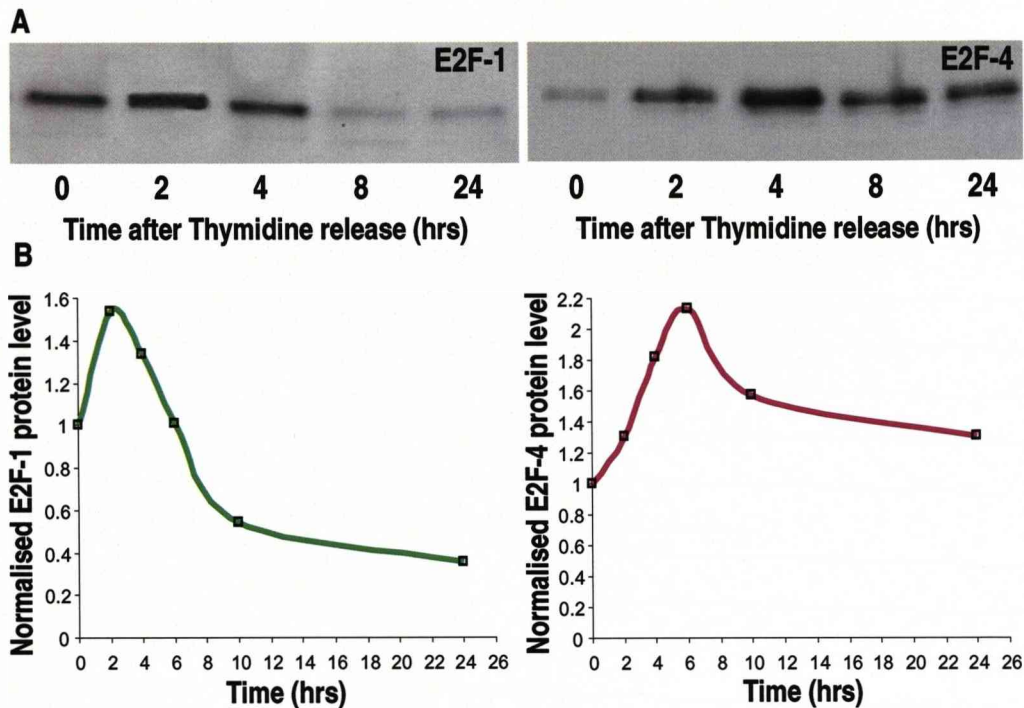 A
E2F-1
E2F-4
0 2 4 8 24
0 2 4 8 24
Time after Thymidine release (hrs)
Time after Thymidine release (hrs)
B
Normalised E2F-1 protein level
1.6
1.4
1.2
1
0.8
0.6
0.4
0.2
0
0 2 4 6 8 10 12 14 16 18 20 22 24 26
Time (hrs)
Normalised E2F-4 protein level
2.2
2
1.8
1.6
1.4
1.2
1
0.8
0.6
0.4
0.2
0
0 2 4 6 8 10 12 14 16 18 20 22 24 26
Time (hrs)